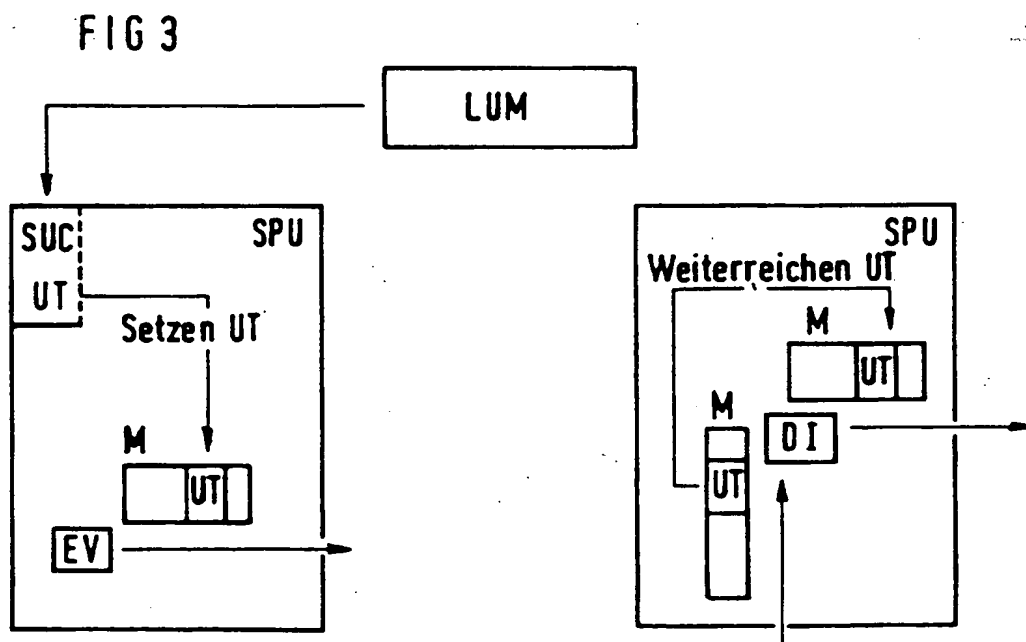 FIG 3
LUM
SUC
UT
SPU
Setzen UT
M
UT
EV
SPU
Weiterreichen UT
M
UT
M
UT
DI